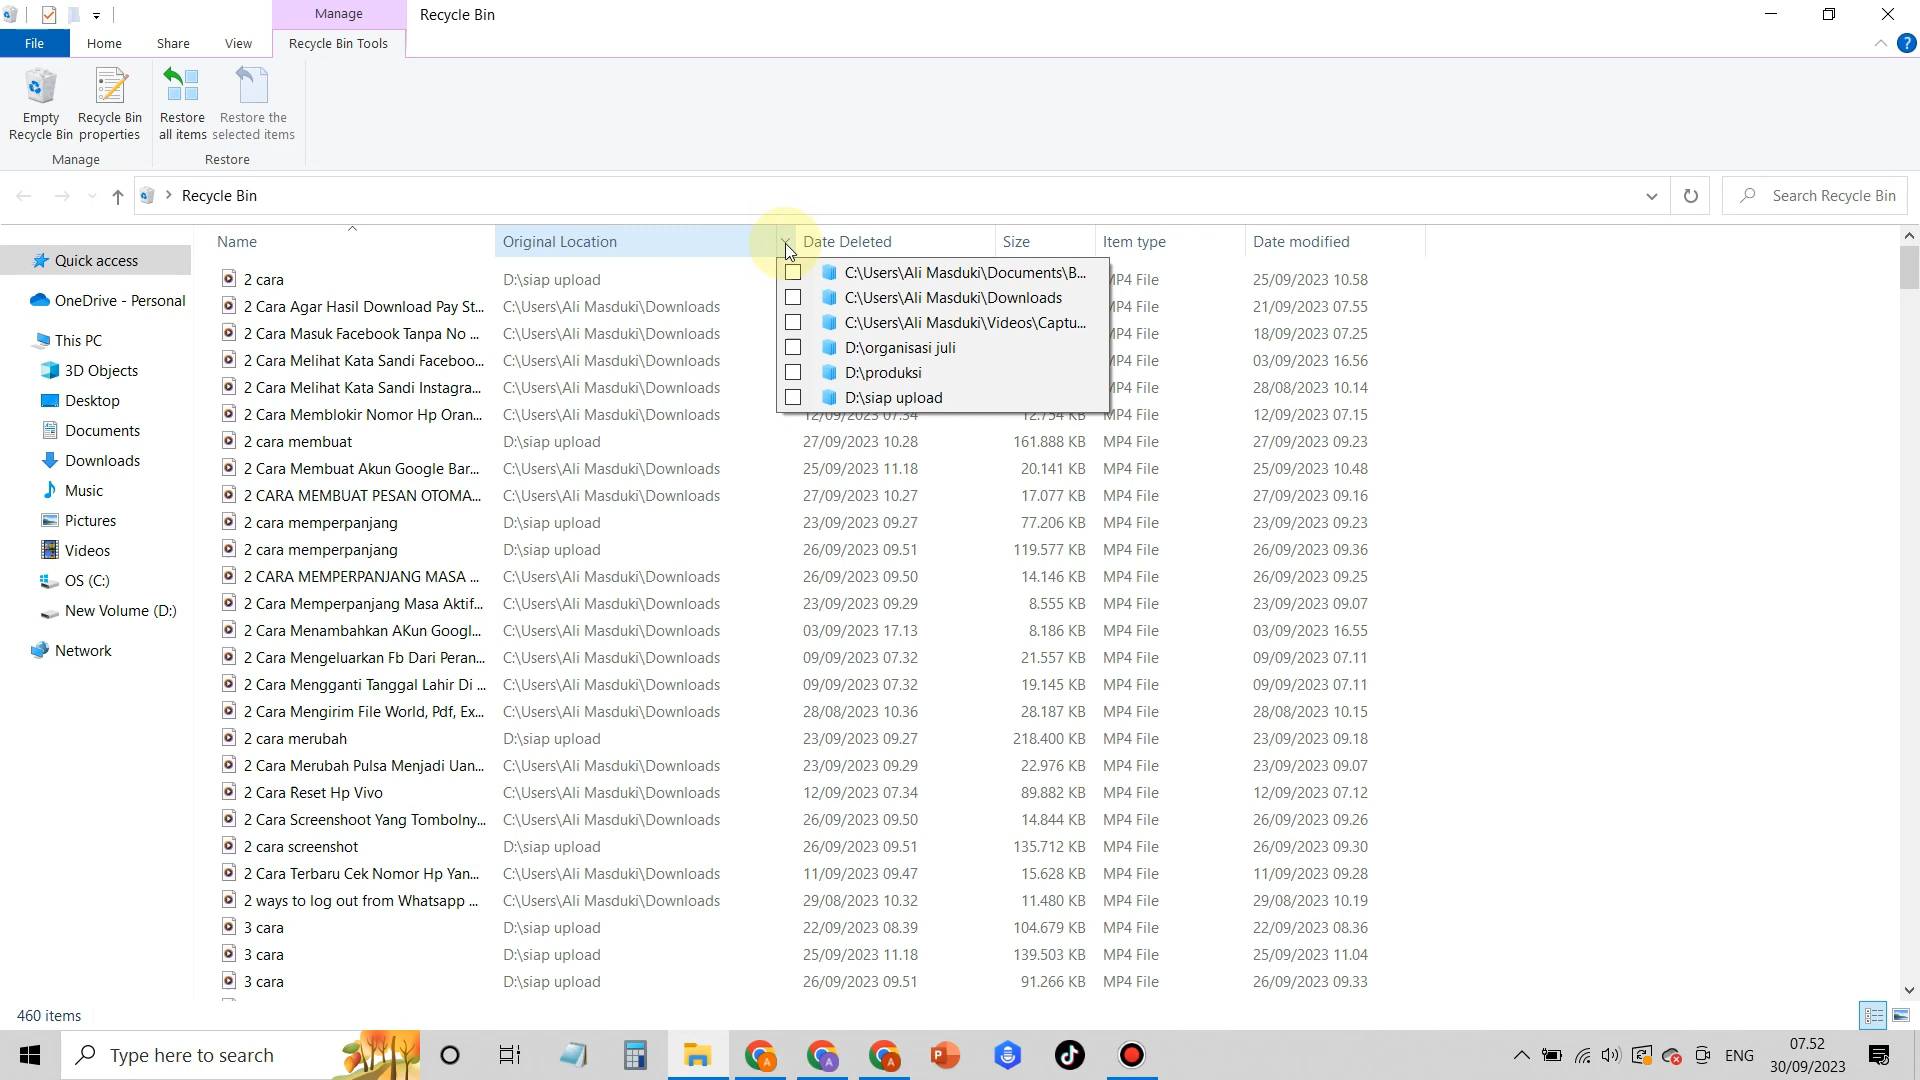 Manage
Recycle Bin
File
Home
Share
View
Recycle Bin Tools
Empty Recycle Bin
Recycle Bin properties
Restore all items
Restore the selected items
Manage
Restore
Recycle Bin
Search Recycle Bin
Name
Original Location
Date Deleted
Size
Item type
Date modified
Quick access
OneDrive - Personal
This PC
3D Objects
Desktop
Documents
Downloads
Music
Pictures
Videos
OS (C:)
New Volume (D:)
Network
C:\Users\Ali Masduki\Documents\B...
C:\Users\Ali Masduki\Downloads
C:\Users\Ali Masduki\Videos\Captu...
D:\organisasi juli
D:\produksi
D:\siap upload
2 cara D:\siap upload MP4 File 25/09/2023 10.58
2 Cara Agar Hasil Download Pay St... C:\Users\Ali Masduki\Downloads MP4 File 21/09/2023 07.55
2 Cara Masuk Facebook Tanpa No ... C:\Users\Ali Masduki\Downloads MP4 File 18/09/2023 07.25
2 Cara Melihat Kata Sandi Faceboo... C:\Users\Ali Masduki\Downloads MP4 File 03/09/2023 16.56
2 Cara Melihat Kata Sandi Instagra... C:\Users\Ali Masduki\Downloads MP4 File 28/08/2023 10.14
2 Cara Memblokir Nomor Hp Oran... C:\Users\Ali Masduki\Downloads 12/09/2023 07.34 12.754 KB MP4 File 12/09/2023 07.15
2 cara membuat D:\siap upload 27/09/2023 10.28 161.888 KB MP4 File 27/09/2023 09.23
2 Cara Membuat Akun Google Bar... C:\Users\Ali Masduki\Downloads 25/09/2023 11.18 20.141 KB MP4 File 25/09/2023 10.48
2 CARA MEMBUAT PESAN OTOMA... C:\Users\Ali Masduki\Downloads 27/09/2023 10.27 17.077 KB MP4 File 27/09/2023 09.16
2 cara memperpanjang D:\siap upload 23/09/2023 09.27 77.206 KB MP4 File 23/09/2023 09.23
2 cara memperpanjang D:\siap upload 26/09/2023 09.51 119.577 KB MP4 File 26/09/2023 09.36
2 CARA MEMPERPANJANG MASA ... C:\Users\Ali Masduki\Downloads 26/09/2023 09.50 14.146 KB MP4 File 26/09/2023 09.25
2 Cara Memperpanjang Masa Aktif... C:\Users\Ali Masduki\Downloads 23/09/2023 09.29 8.555 KB MP4 File 23/09/2023 09.07
2 Cara Menambahkan AKun Googl... C:\Users\Ali Masduki\Downloads 03/09/2023 17.13 8.186 KB MP4 File 03/09/2023 16.55
2 Cara Mengeluarkan Fb Dari Peran... C:\Users\Ali Masduki\Downloads 09/09/2023 07.32 21.557 KB MP4 File 09/09/2023 07.11
2 Cara Mengganti Tanggal Lahir Di ... C:\Users\Ali Masduki\Downloads 09/09/2023 07.32 19.145 KB MP4 File 09/09/2023 07.11
2 Cara Mengirim File World, Pdf, Ex... C:\Users\Ali Masduki\Downloads 28/08/2023 10.36 28.187 KB MP4 File 28/08/2023 10.15
2 cara merubah D:\siap upload 23/09/2023 09.27 218.400 KB MP4 File 23/09/2023 09.18
2 Cara Merubah Pulsa Menjadi Uan... C:\Users\Ali Masduki\Downloads 23/09/2023 09.29 22.976 KB MP4 File 23/09/2023 09.07
2 Cara Reset Hp Vivo C:\Users\Ali Masduki\Downloads 12/09/2023 07.34 89.882 KB MP4 File 12/09/2023 07.12
2 Cara Screenshoot Yang Tombolny... C:\Users\Ali Masduki\Downloads 26/09/2023 09.50 14.844 KB MP4 File 26/09/2023 09.26
2 cara screenshot D:\siap upload 26/09/2023 09.51 135.712 KB MP4 File 26/09/2023 09.30
2 Cara Terbaru Cek Nomor Hp Yan... C:\Users\Ali Masduki\Downloads 11/09/2023 09.47 15.628 KB MP4 File 11/09/2023 09.28
2 ways to log out from Whatsapp ... C:\Users\Ali Masduki\Downloads 29/08/2023 10.32 11.480 KB MP4 File 29/08/2023 10.19
3 cara D:\siap upload 22/09/2023 08.39 104.679 KB MP4 File 22/09/2023 08.36
3 cara D:\siap upload 25/09/2023 11.18 139.503 KB MP4 File 25/09/2023 11.04
3 cara D:\siap upload 26/09/2023 09.51 91.266 KB MP4 File 26/09/2023 09.33
460 items
Type here to search
ENG
07.52
30/09/2023